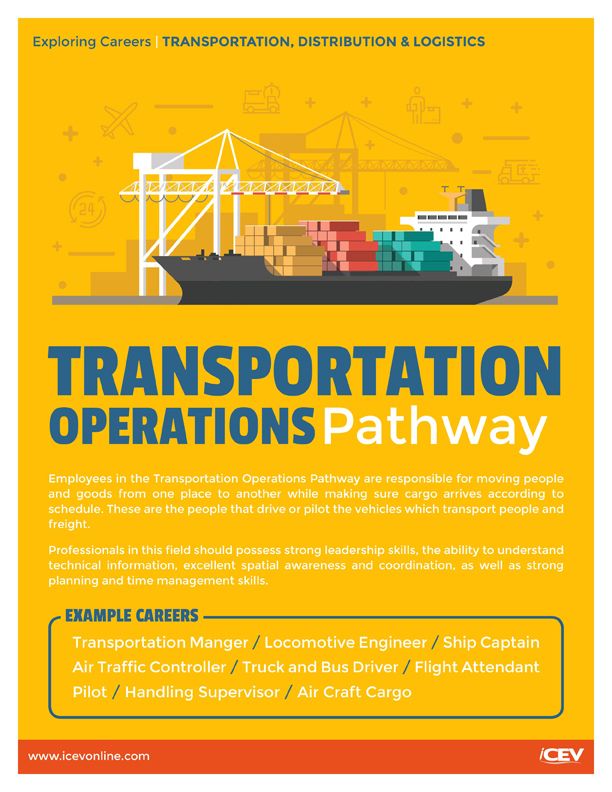 Exploring Careers | TRANSPORTATION, DISTRIBUTION & LOGISTICS
24
TRANSPORTATION
OPERATIONS Pathway
Employees in the Transportation Operations Pathway are responsible for moving people
and goods from one place to another while making sure cargo arrives according to
schedule. These are the people that drive or pilot the vehicles which transport people and
freight.
Professionals in this field should possess strong leadership skills, the ability to understand
technical information, excellent spatial awareness and coordination, as well as strong
planning and time management skills.
EXAMPLE CAREERS
Transportation Manger / Locomotive Engineer / Ship Captain
Air Traffic Controller / Truck and Bus Driver / Flight Attendant
Pilot / Handling Supervisor / Air Craft Cargo
www.icevonline.com
iCEV